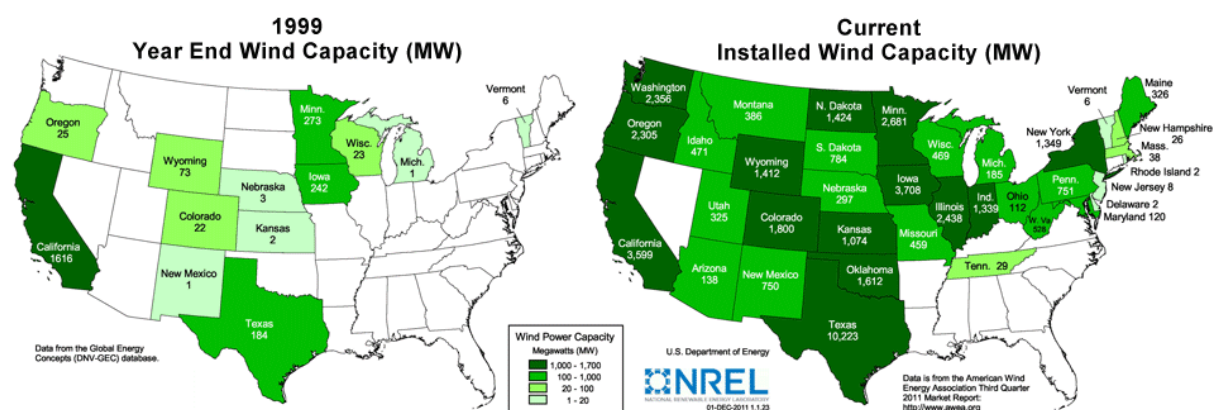 1999
Year End Wind Capacity (MW)
Oregon
25
California
1616
Wyoming
73
Colorado
22
New Mexico
1
Nebraska
3
Kansas
2
Texas
184
Minn.
273
Iowa
242
Wisc.
23
Mich.
1
Vermont
6
Data from the Global Energy
Concepts (DNV-GEC) database.
Wind Power Capacity
Megawatts (MW)
1,000 - 1,700
100 - 1,000
20 - 100
1 - 20
Current
Installed Wind Capacity (MW)
Washington
2,356
Oregon
2,305
California
3,599
Idaho
471
Montana
386
Wyoming
1,412
Utah
325
Colorado
1,800
Arizona
138
New Mexico
750
N. Dakota
1,424
S. Dakota
784
Nebraska
297
Kansas
1,074
Oklahoma
1,612
Texas
10,223
Minn.
2,681
Iowa
3,708
Missouri
459
Wisc.
469
Illinois
2,438
Mich.
185
Ind.
1,339
Ohio
112
W. Va
528
Tenn. 29
Penn.
751
New York
1,349
Vermont
6
Maine
326
New Hampshire
26
Mass.
38
Rhode Island 2
New Jersey 8
Delaware 2
Maryland 120
U.S. Department of Energy
NREL
NATIONAL RENEWABLE ENERGY LABORATORY
01-DEC-2011 1.1.23
Data is from the American Wind
Energy Association Third Quarter
2011 Market Report:
http://www.awea.org